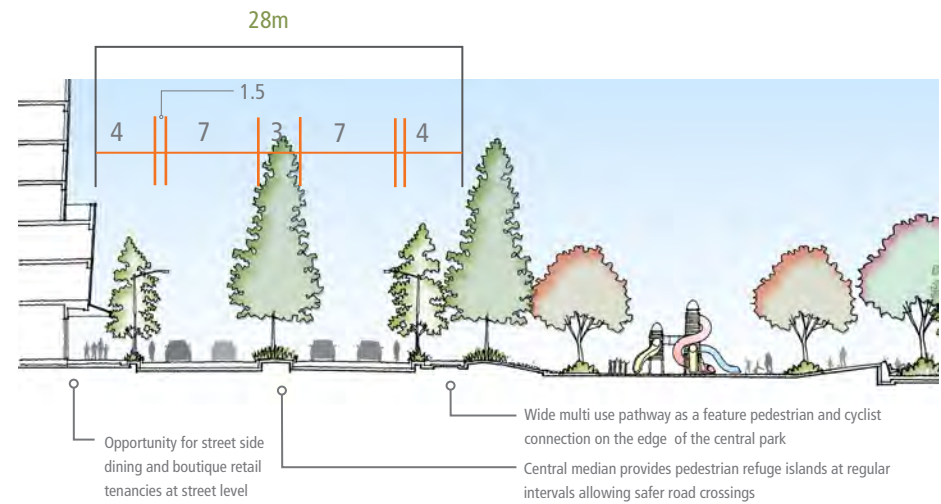 28m
1.5
4
7
3
7
4
Wide multi use pathway as a feature pedestrian and cyclist
connection on the edge of the central park
Opportunity for street side
dining and boutique retail
tenancies at street level
Central median provides pedestrian refuge islands at regular
intervals allowing safer road crossings